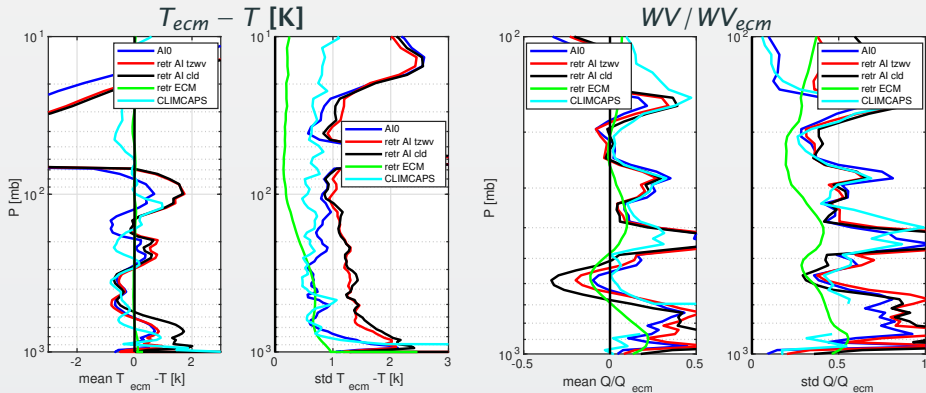 T_ecm − T [K]
WV / WV_ecm
10^1
10^2
10^3
P [mb]
-2 0 2
mean T_ecm -T [k]
AI0
retr AI tzwv
retr AI cld
retr ECM
CLIMCAPS
10^1
10^2
10^3
0 1 2 3
std T_ecm -T [k]
AI0
retr AI tzwv
retr AI cld
retr ECM
CLIMCAPS
10^2
10^3
P [mb]
-0.5 0 0.5
mean Q/Q_ecm
AI0
retr AI tzwv
retr AI cld
retr ECM
CLIMCAPS
10^2
10^3
0 0.5 1
std Q/Q_ecm
AI0
retr AI tzwv
retr AI cld
retr ECM
CLIMCAPS